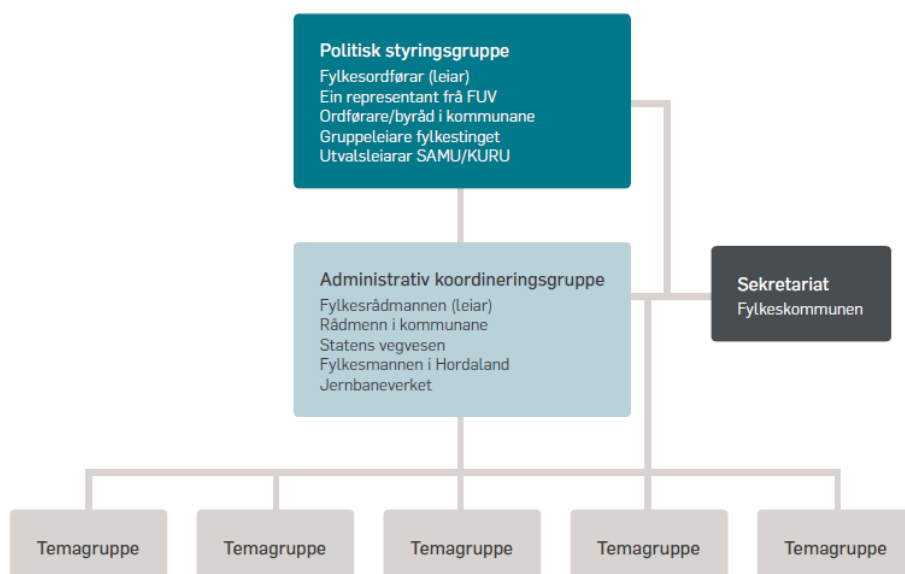 Politisk styringsgruppe
Fylkesordførar (leiar)
Ein representant frå FUV
Ordførare/byråd i kommunane
Gruppeleiare fylkestinget
Utvalsleiarar SAMU/KURU
Administrativ koordineringsgruppe
Fylkesrådmannen (leiar)
Rådmenn i kommunane
Statens vegvesen
Fylkesmannen i Hordaland
Jernbaneverket
Sekretariat
Fylkeskommunen
Temagruppe
Temagruppe
Temagruppe
Temagruppe
Temagruppe